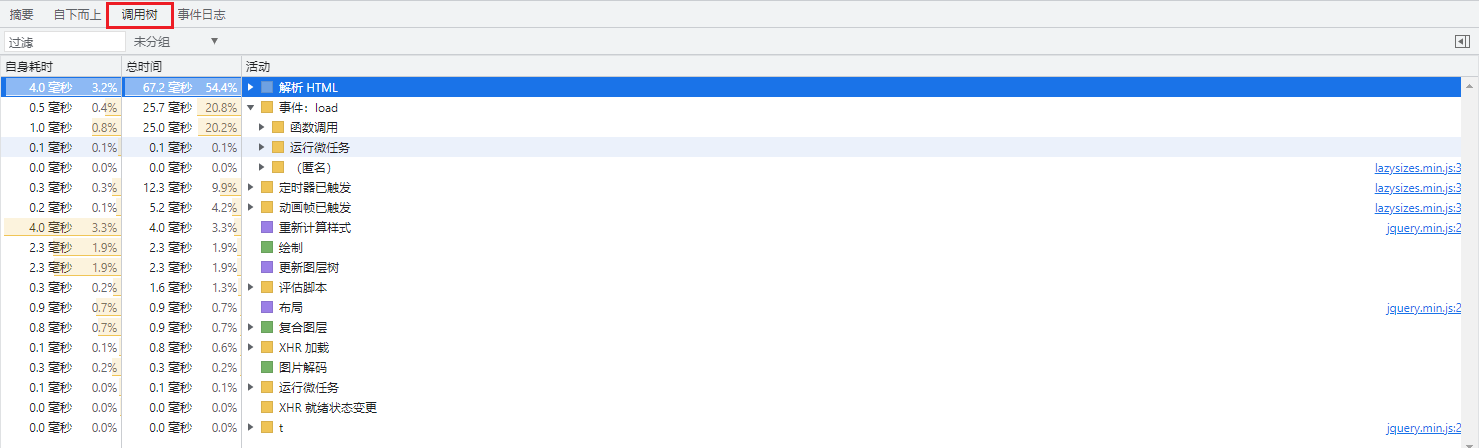 摘要 自下而上 调用树 事件日志
过滤 未分组
自身耗时 总时间 活动
4.0 毫秒 3.2% 67.2 毫秒 54.4% 解析 HTML
0.5 毫秒 0.4% 25.7 毫秒 20.8% 事件：load
1.0 毫秒 0.8% 25.0 毫秒 20.2% 函数调用
0.1 毫秒 0.1% 0.1 毫秒 0.1% 运行微任务
0.0 毫秒 0.0% 0.0 毫秒 0.0% （匿名） lazysizes.min.js:3
0.3 毫秒 0.3% 12.3 毫秒 9.9% 定时器已触发 lazysizes.min.js:3
0.2 毫秒 0.1% 5.2 毫秒 4.2% 动画帧已触发 lazysizes.min.js:3
4.0 毫秒 3.3% 4.0 毫秒 3.3% 重新计算样式 jquery.min.js:2
2.3 毫秒 1.9% 2.3 毫秒 1.9% 绘制
2.3 毫秒 1.9% 2.3 毫秒 1.9% 更新图层树
0.3 毫秒 0.2% 1.6 毫秒 1.3% 评估脚本
0.9 毫秒 0.7% 0.9 毫秒 0.7% 布局 jquery.min.js:2
0.8 毫秒 0.7% 0.9 毫秒 0.7% 复合图层
0.1 毫秒 0.1% 0.8 毫秒 0.6% XHR 加载
0.3 毫秒 0.2% 0.3 毫秒 0.2% 图片解码
0.1 毫秒 0.0% 0.1 毫秒 0.1% 运行微任务
0.0 毫秒 0.0% 0.0 毫秒 0.0% XHR 就绪状态变更
0.0 毫秒 0.0% 0.0 毫秒 0.0% t jquery.min.js:2